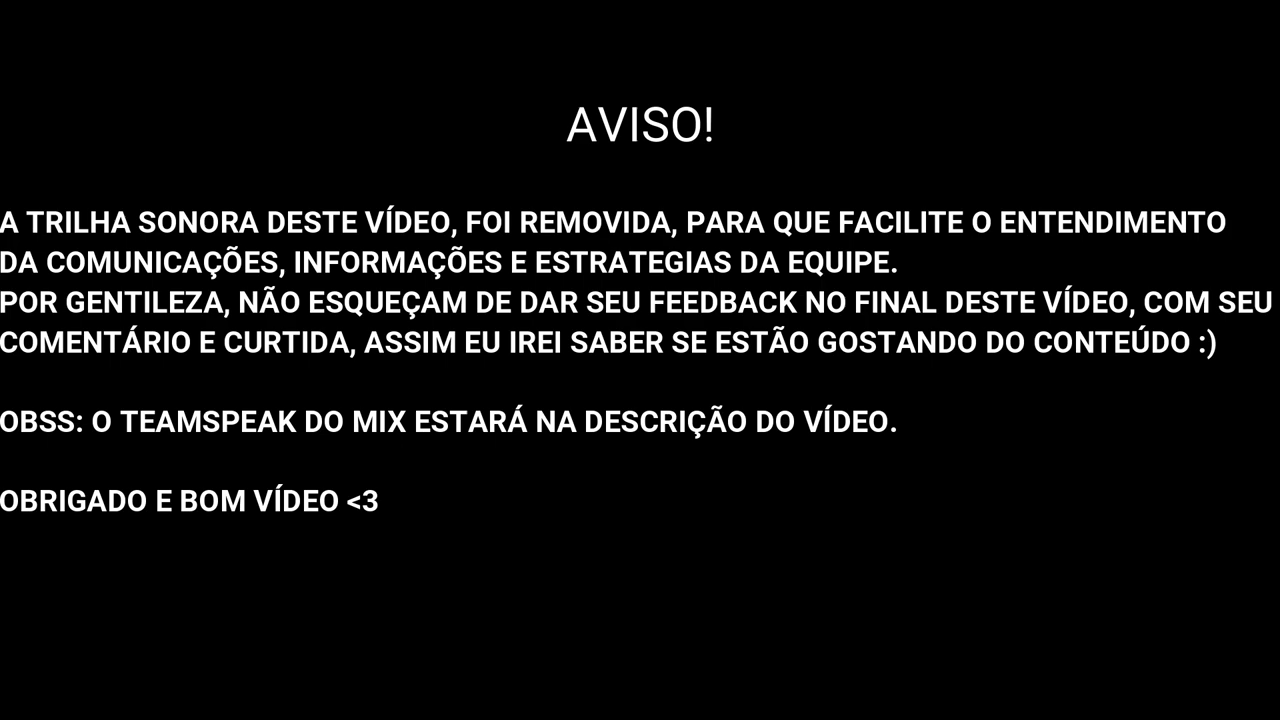 AVISO!
A TRILHA SONORA DESTE VÍDEO, FOI REMOVIDA, PARA QUE FACILITE O ENTENDIMENTO
DA COMUNICAÇÕES, INFORMAÇÕES E ESTRATEGIAS DA EQUIPE.
POR GENTILEZA, NÃO ESQUEÇAM DE DAR SEU FEEDBACK NO FINAL DESTE VÍDEO, COM SEU
COMENTÁRIO E CURTIDA, ASSIM EU IREI SABER SE ESTÃO GOSTANDO DO CONTEÚDO :)
OBSS: O TEAMSPEAK DO MIX ESTARÁ NA DESCRIÇÃO DO VÍDEO.
OBRIGADO E BOM VÍDEO <3